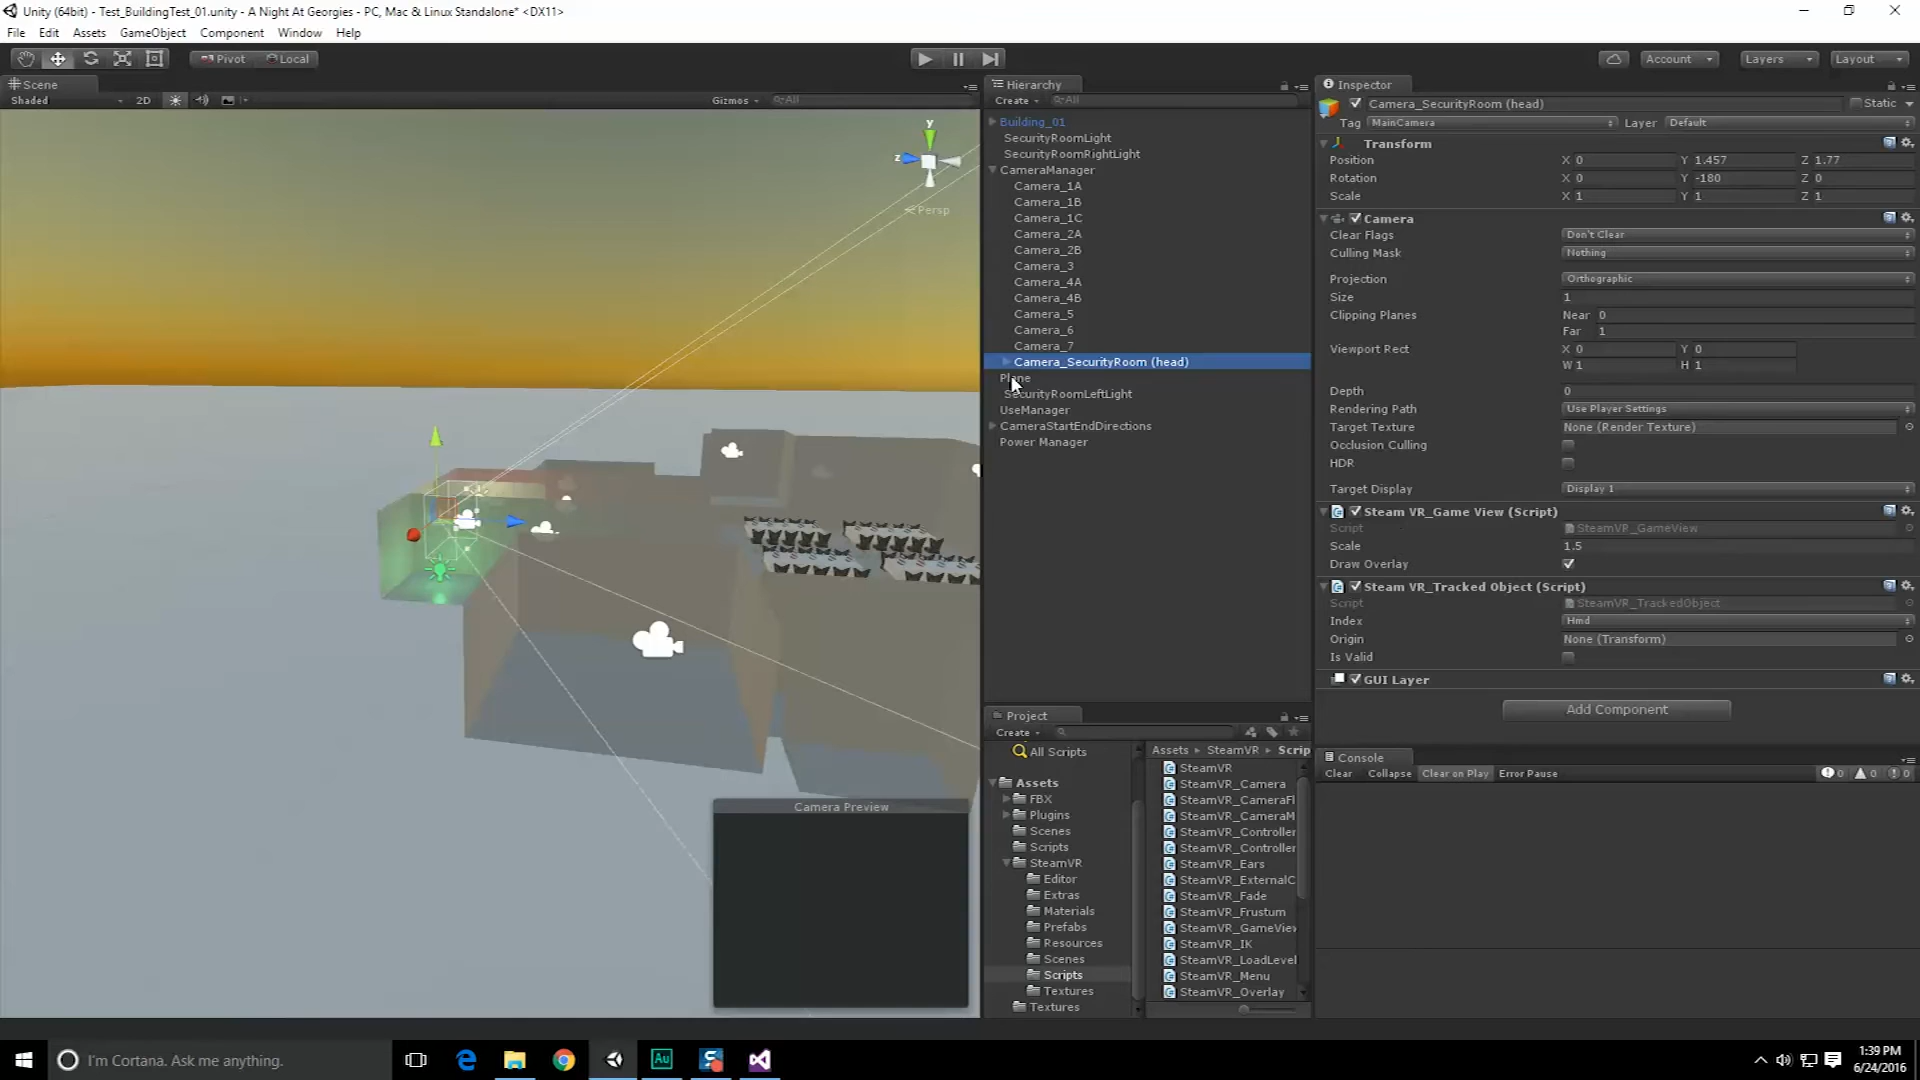 Unity (64bit) - Test_BuildingTest_01.unity - A Night At Georgies - PC, Mac & Linux Standalone* <DX11>
File Edit Assets GameObject Component Window Help
Pivot Local
Account Layers Layout
Scene
Shaded 2D Gizmos All
y
z
Persp
Camera Preview
Hierarchy
Create All
Building_01
SecurityRoomLight
SecurityRoomRightLight
CameraManager
Camera_1A
Camera_1B
Camera_1C
Camera_2A
Camera_2B
Camera_3
Camera_4A
Camera_4B
Camera_5
Camera_6
Camera_7
Camera_SecurityRoom (head)
Plane
SecurityRoomLeftLight
UseManager
CameraStartEndDirections
Power Manager
Project
Create
All Scripts
Assets
FBX
Plugins
Scenes
Scripts
SteamVR
Editor
Extras
Materials
Prefabs
Resources
Scenes
Scripts
Textures
Textures
Assets SteamVR Scrip
SteamVR
SteamVR_Camera
SteamVR_CameraFl
SteamVR_CameraM
SteamVR_Controller
SteamVR_Controller
SteamVR_Ears
SteamVR_ExternalC
SteamVR_Fade
SteamVR_Frustum
SteamVR_GameView
SteamVR_IK
SteamVR_LoadLevel
SteamVR_Menu
SteamVR_Overlay
Inspector
Camera_SecurityRoom (head) Static
Tag MainCamera Layer Default
Transform
Position X 0 Y 1.457 Z 1.77
Rotation X 0 Y -180 Z 0
Scale X 1 Y 1 Z 1
Camera
Clear Flags Don't Clear
Culling Mask Nothing
Projection Orthographic
Size 1
Clipping Planes Near 0
Far 1
Viewport Rect X 0 Y 0
W 1 H 1
Depth 0
Rendering Path Use Player Settings
Target Texture None (Render Texture)
Occlusion Culling
HDR
Target Display Display 1
Steam VR_Game View (Script)
Script SteamVR_GameView
Scale 1.5
Draw Overlay
Steam VR_Tracked Object (Script)
Script SteamVR_TrackedObject
Index Hmd
Origin None (Transform)
Is Valid
GUI Layer
Add Component
Console
Clear Collapse Clear on Play Error Pause 0 0 0
I'm Cortana. Ask me anything.
Au
1:39 PM
6/24/2016